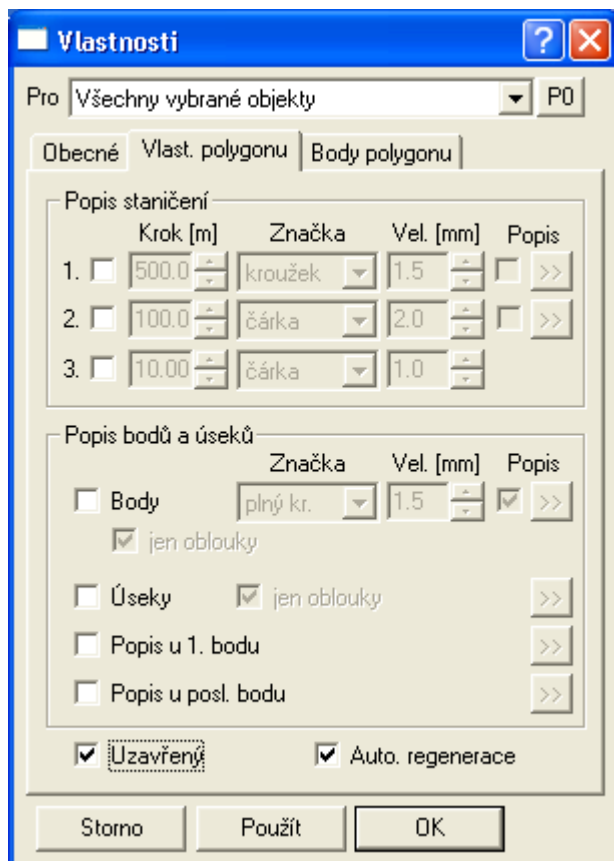 Vlastnosti
Pro Všechny vybrané objekty P0
Obecné Vlast. polygonu Body polygonu
Popis staničení
Krok [m] Značka Vel. [mm] Popis
1. 500.0 kroužek 1.5 >>
2. 100.0 čárka 2.0 >>
3. 10.00 čárka 1.0
Popis bodů a úseků
Značka Vel. [mm] Popis
Body plný kr. 1.5 >>
jen oblouky
Úseky jen oblouky >>
Popis u 1. bodu >>
Popis u posl. bodu >>
Uzavřený Auto. regenerace
Storno Použít OK